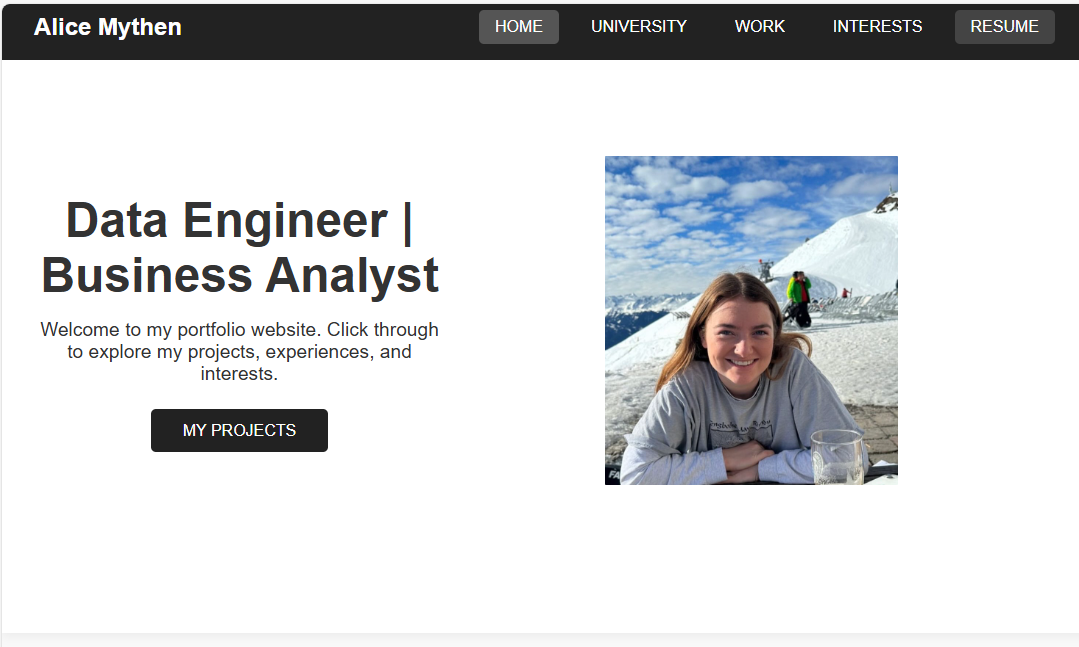 Alice Mythen
HOME
UNIVERSITY
WORK
INTERESTS
RESUME
Data Engineer |
Business Analyst
Welcome to my portfolio website. Click through
to explore my projects, experiences, and
interests.
MY PROJECTS